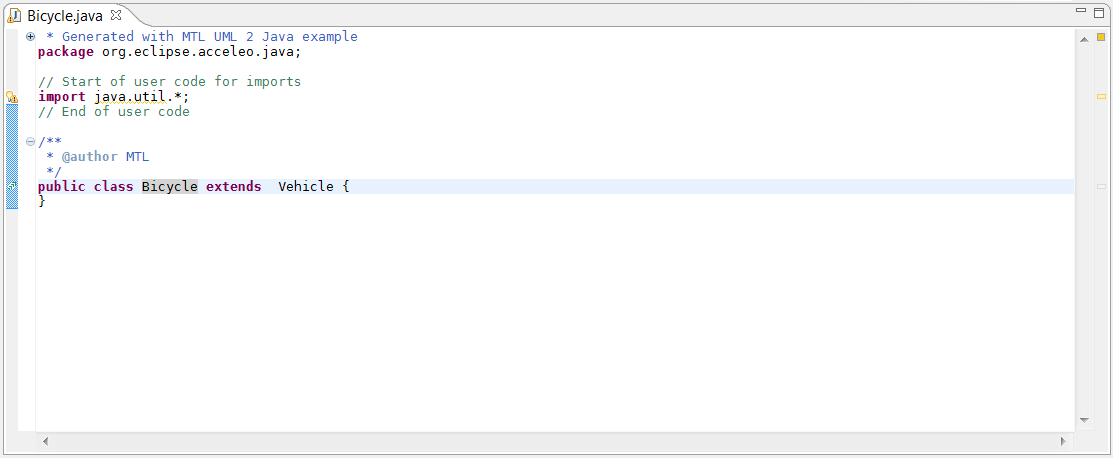 Bicycle.java
* Generated with MTL UML 2 Java example
package org.eclipse.acceleo.java;
// Start of user code for imports
import java.util.*;
// End of user code
/**
* @author MTL
*/
public class Bicycle extends  Vehicle {
}